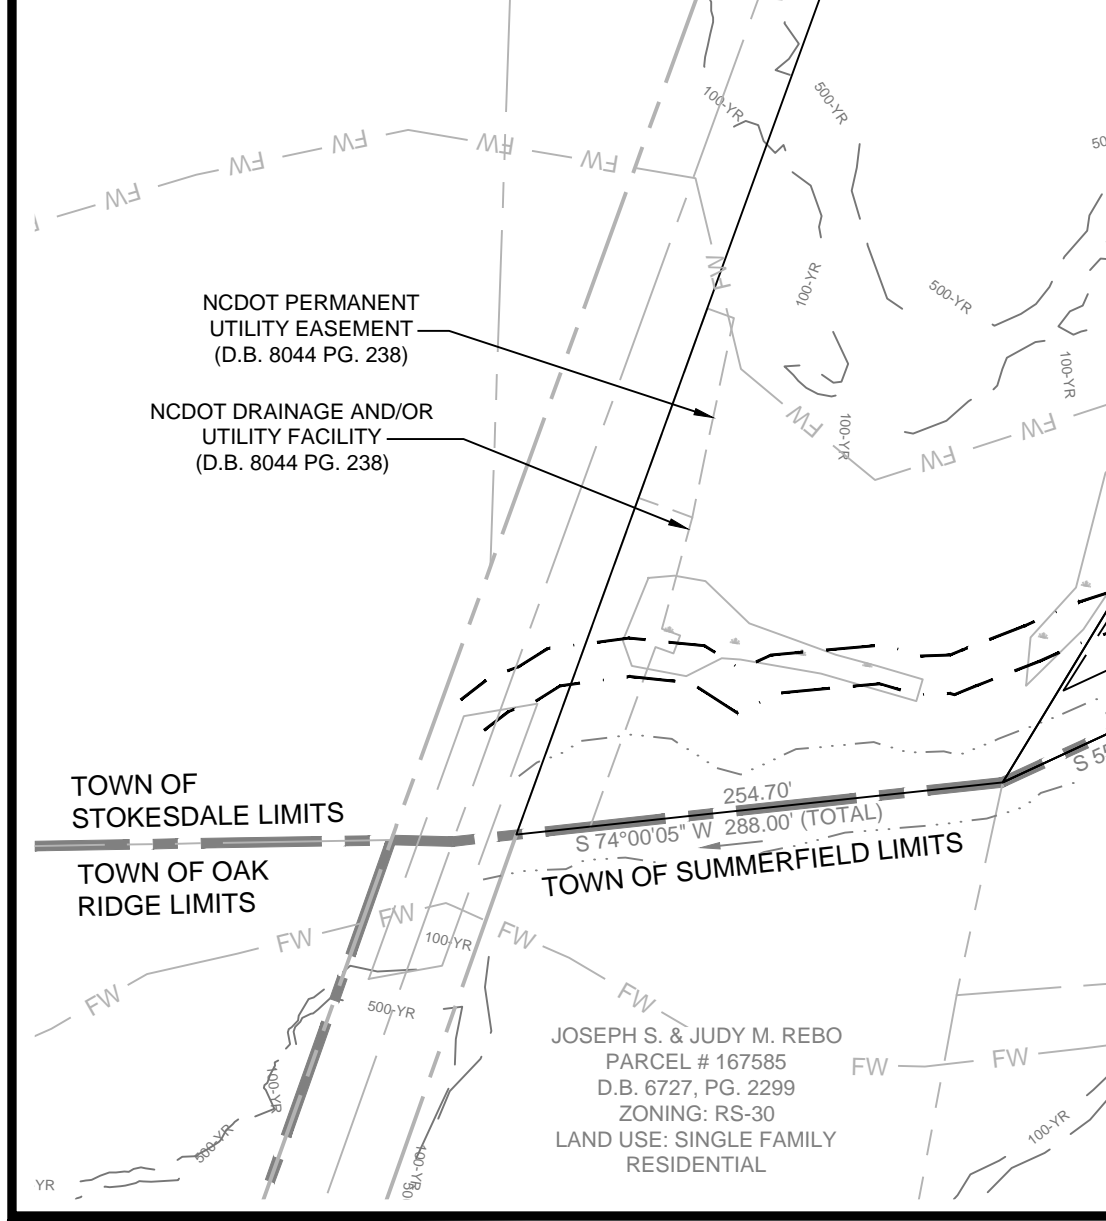 100-YR
500-YR
50
FW
FW
FW
FW
FW
FW
100-YR
500-YR
NCDOT PERMANENT
UTILITY EASEMENT
(D.B. 8044 PG. 238)
100-YR
NCDOT DRAINAGE AND/OR
UTILITY FACILITY
(D.B. 8044 PG. 238)
FW
100-YR
FW
FW
TOWN OF
STOKESDALE LIMITS
254.70'
S 74°00'05" W 288.00' (TOTAL)
S 55
TOWN OF SUMMERFIELD LIMITS
TOWN OF OAK
RIDGE LIMITS
FW
FW
FW
100-YR
FW
FW
500-YR
JOSEPH S. & JUDY M. REBO
PARCEL # 167585
D.B. 6727, PG. 2299
ZONING: RS-30
LAND USE: SINGLE FAMILY
RESIDENTIAL
FW
FW
100-YR
500-YR
100-YR
100-YR
50
YR